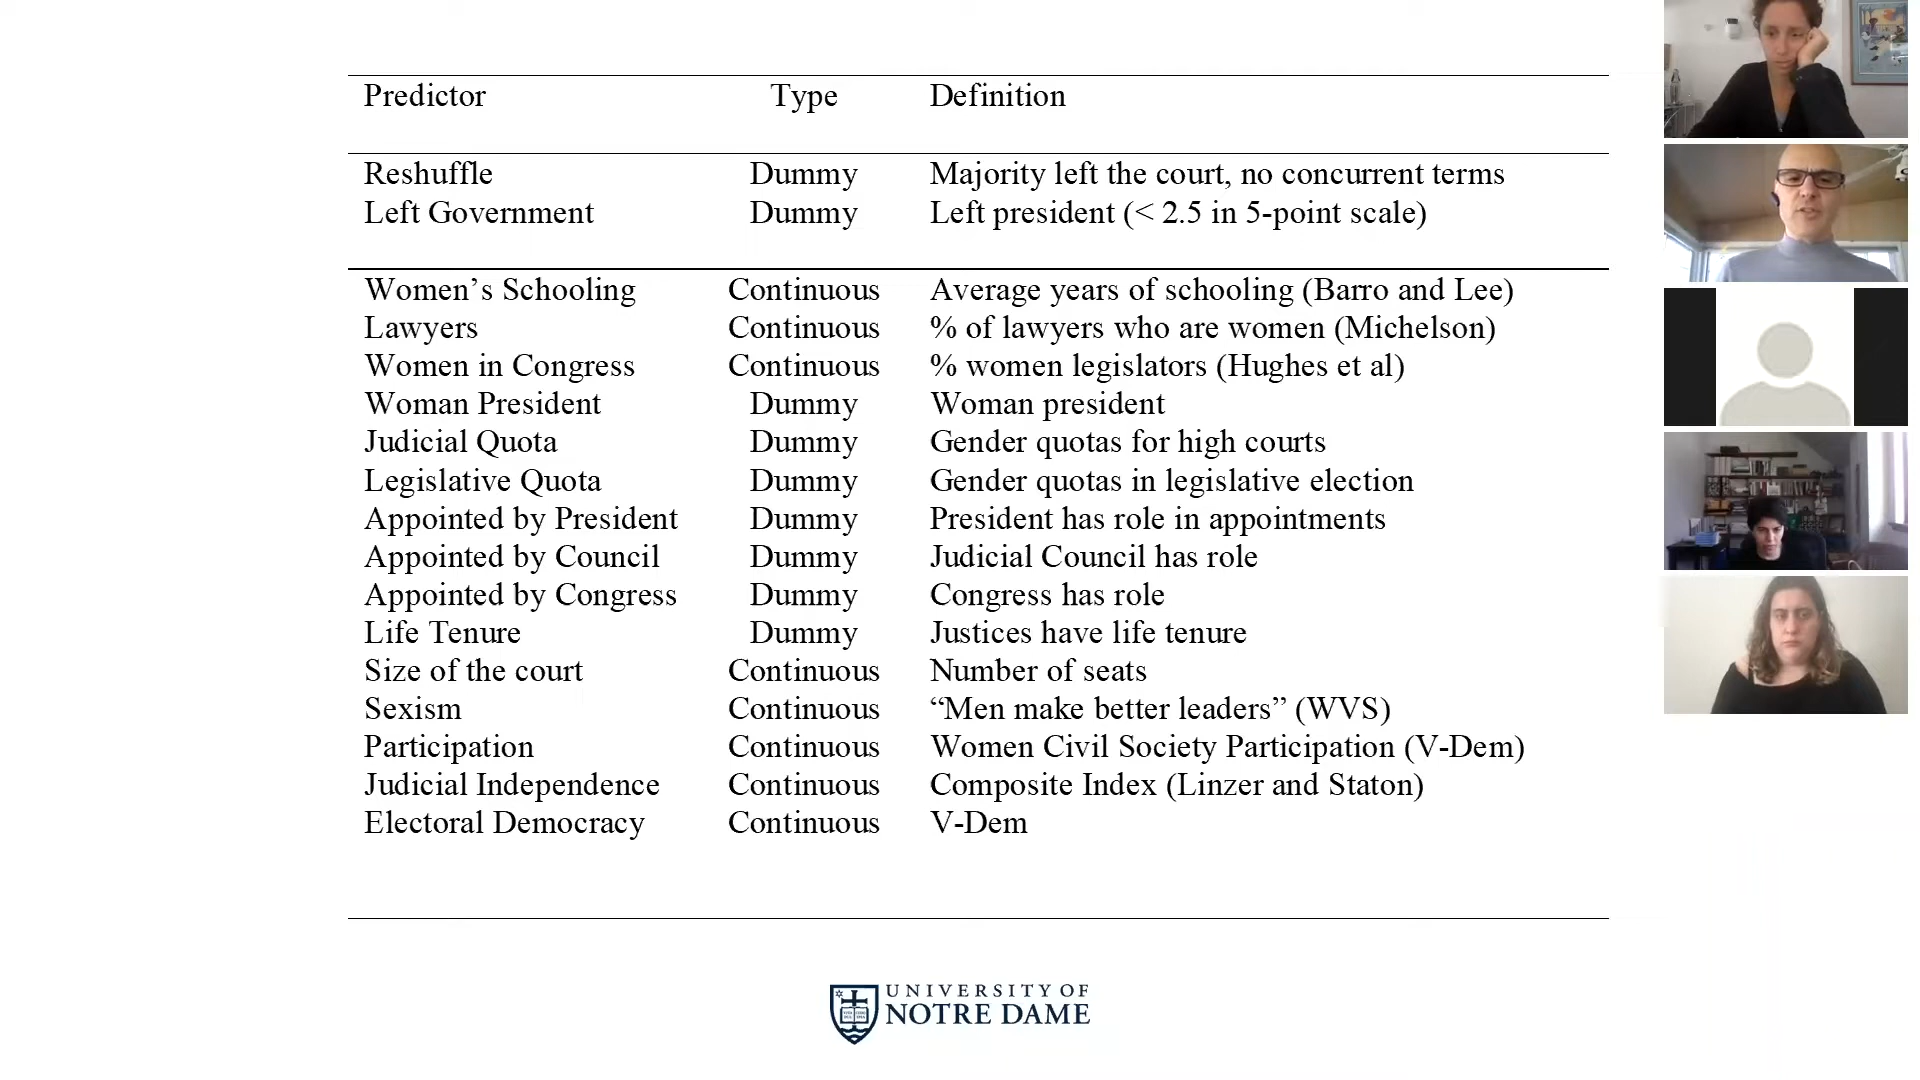 Predictor Type Definition
Reshuffle Dummy Majority left the court, no concurrent terms
Left Government Dummy Left president (< 2.5 in 5-point scale)
Women’s Schooling Continuous Average years of schooling (Barro and Lee)
Lawyers Continuous % of lawyers who are women (Michelson)
Women in Congress Continuous % women legislators (Hughes et al)
Woman President Dummy Woman president
Judicial Quota Dummy Gender quotas for high courts
Legislative Quota Dummy Gender quotas in legislative election
Appointed by President Dummy President has role in appointments
Appointed by Council Dummy Judicial Council has role
Appointed by Congress Dummy Congress has role
Life Tenure Dummy Justices have life tenure
Size of the court Continuous Number of seats
Sexism Continuous “Men make better leaders” (WVS)
Participation Continuous Women Civil Society Participation (V-Dem)
Judicial Independence Continuous Composite Index (Linzer and Staton)
Electoral Democracy Continuous V-Dem
UNIVERSITY OF
NOTRE DAME